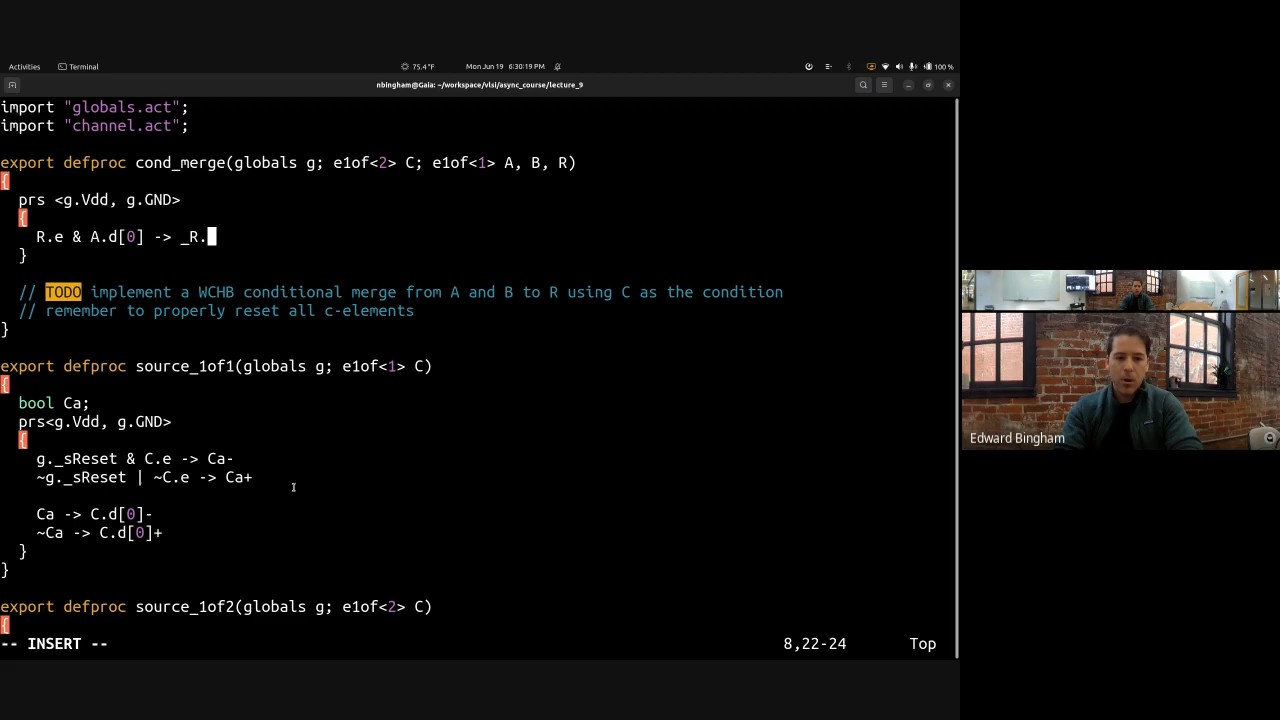 Activities
Terminal
75.4 °F
Mon Jun 19 6:30:19 PM
100 %
nbingham@Gaia: ~/workspace/vlsi/async_course/lecture_9
import "globals.act";
import "channel.act";
export defproc cond_merge(globals g; e1of<2> C; e1of<1> A, B, R)
{
prs <g.Vdd, g.GND>
{
R.e & A.d[0] -> _R.
}
// TODO implement a WCHB conditional merge from A and B to R using C as the condition
// remember to properly reset all c-elements
}
export defproc source_1of1(globals g; e1of<1> C)
{
bool Ca;
prs<g.Vdd, g.GND>
{
g._sReset & C.e -> Ca-
~g._sReset | ~C.e -> Ca+
Ca -> C.d[0]-
~Ca -> C.d[0]+
}
}
export defproc source_1of2(globals g; e1of<2> C)
{
-- INSERT --
8,22-24
Top
Edward Bingham